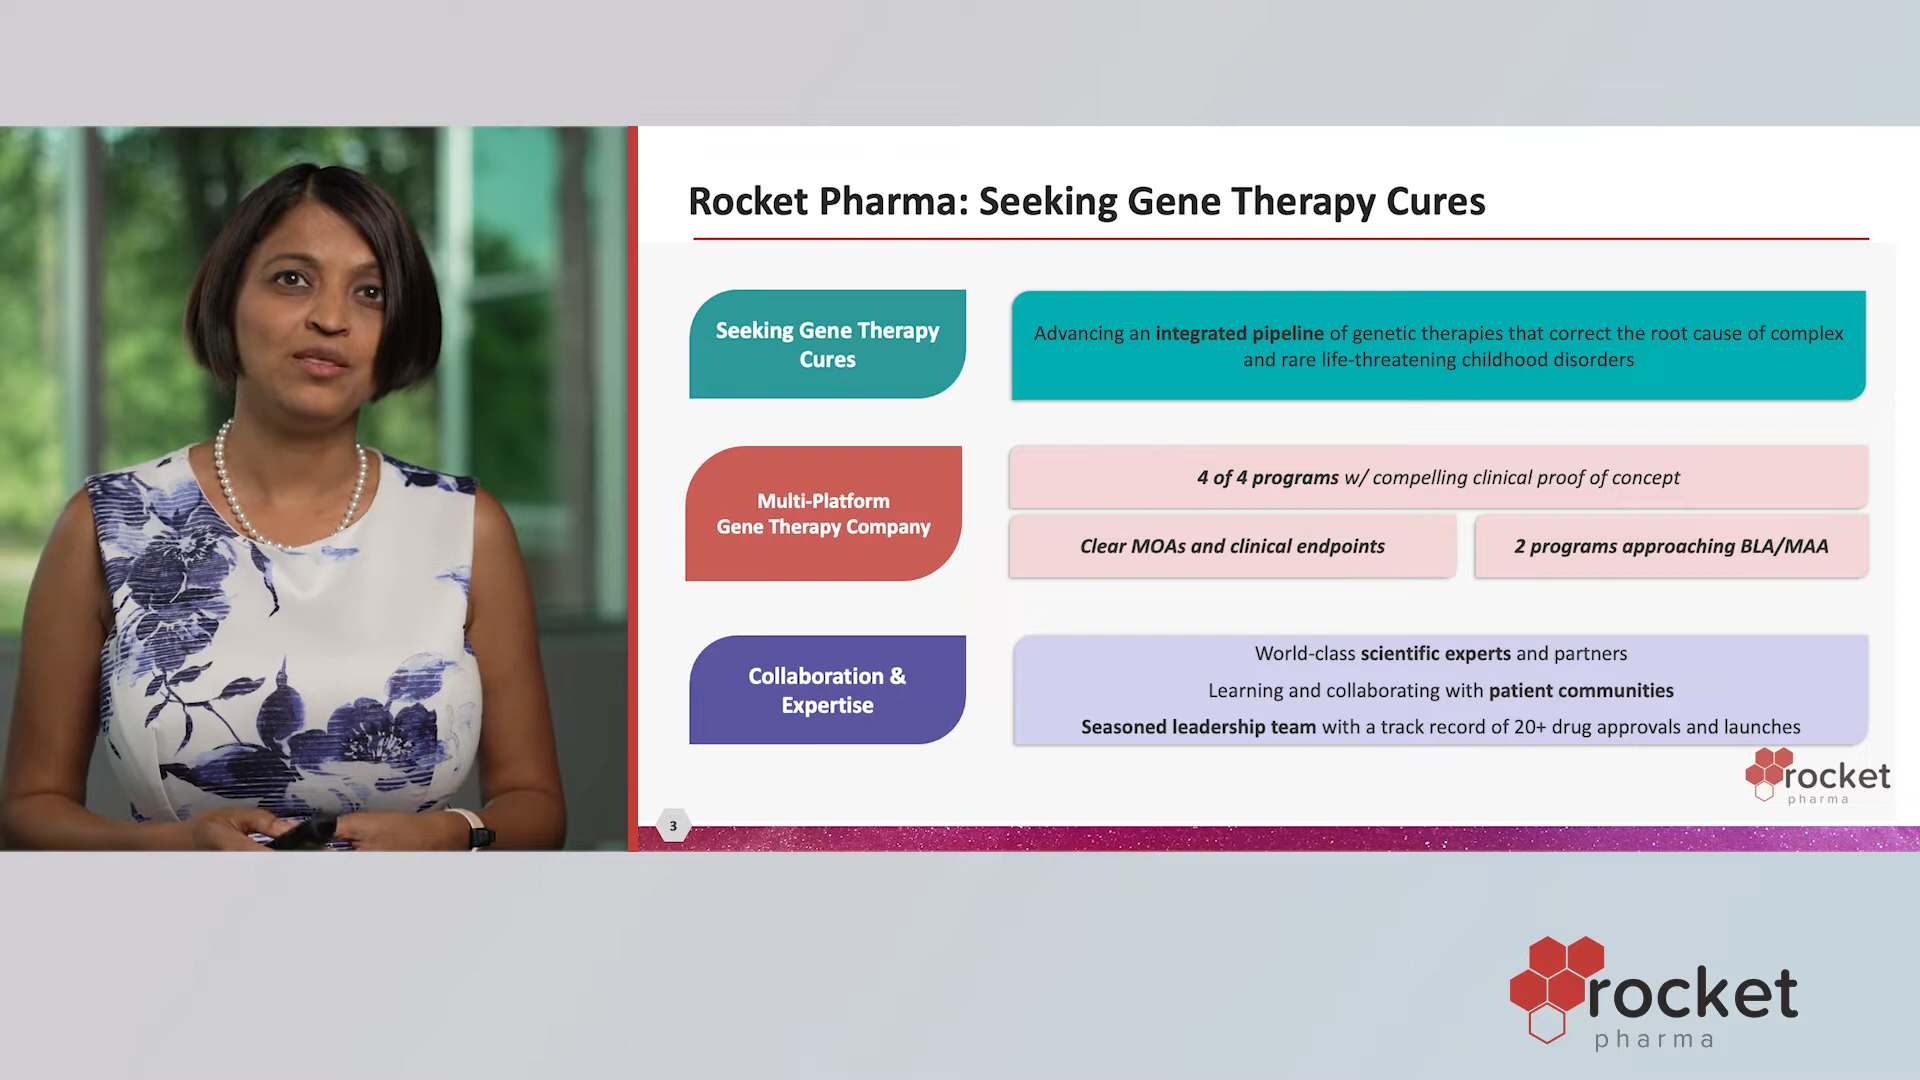 Rocket Pharma: Seeking Gene Therapy Cures
Seeking Gene Therapy
Cures
Advancing an integrated pipeline of genetic therapies that correct the root cause of complex
and rare life-threatening childhood disorders
Multi-Platform
Gene Therapy Company
4 of 4 programs w/ compelling clinical proof of concept
Clear MOAs and clinical endpoints
2 programs approaching BLA/MAA
Collaboration &
Expertise
World-class scientific experts and partners
Learning and collaborating with patient communities
Seasoned leadership team with a track record of 20+ drug approvals and launches
rocket
pharma
3
rocket
pharma